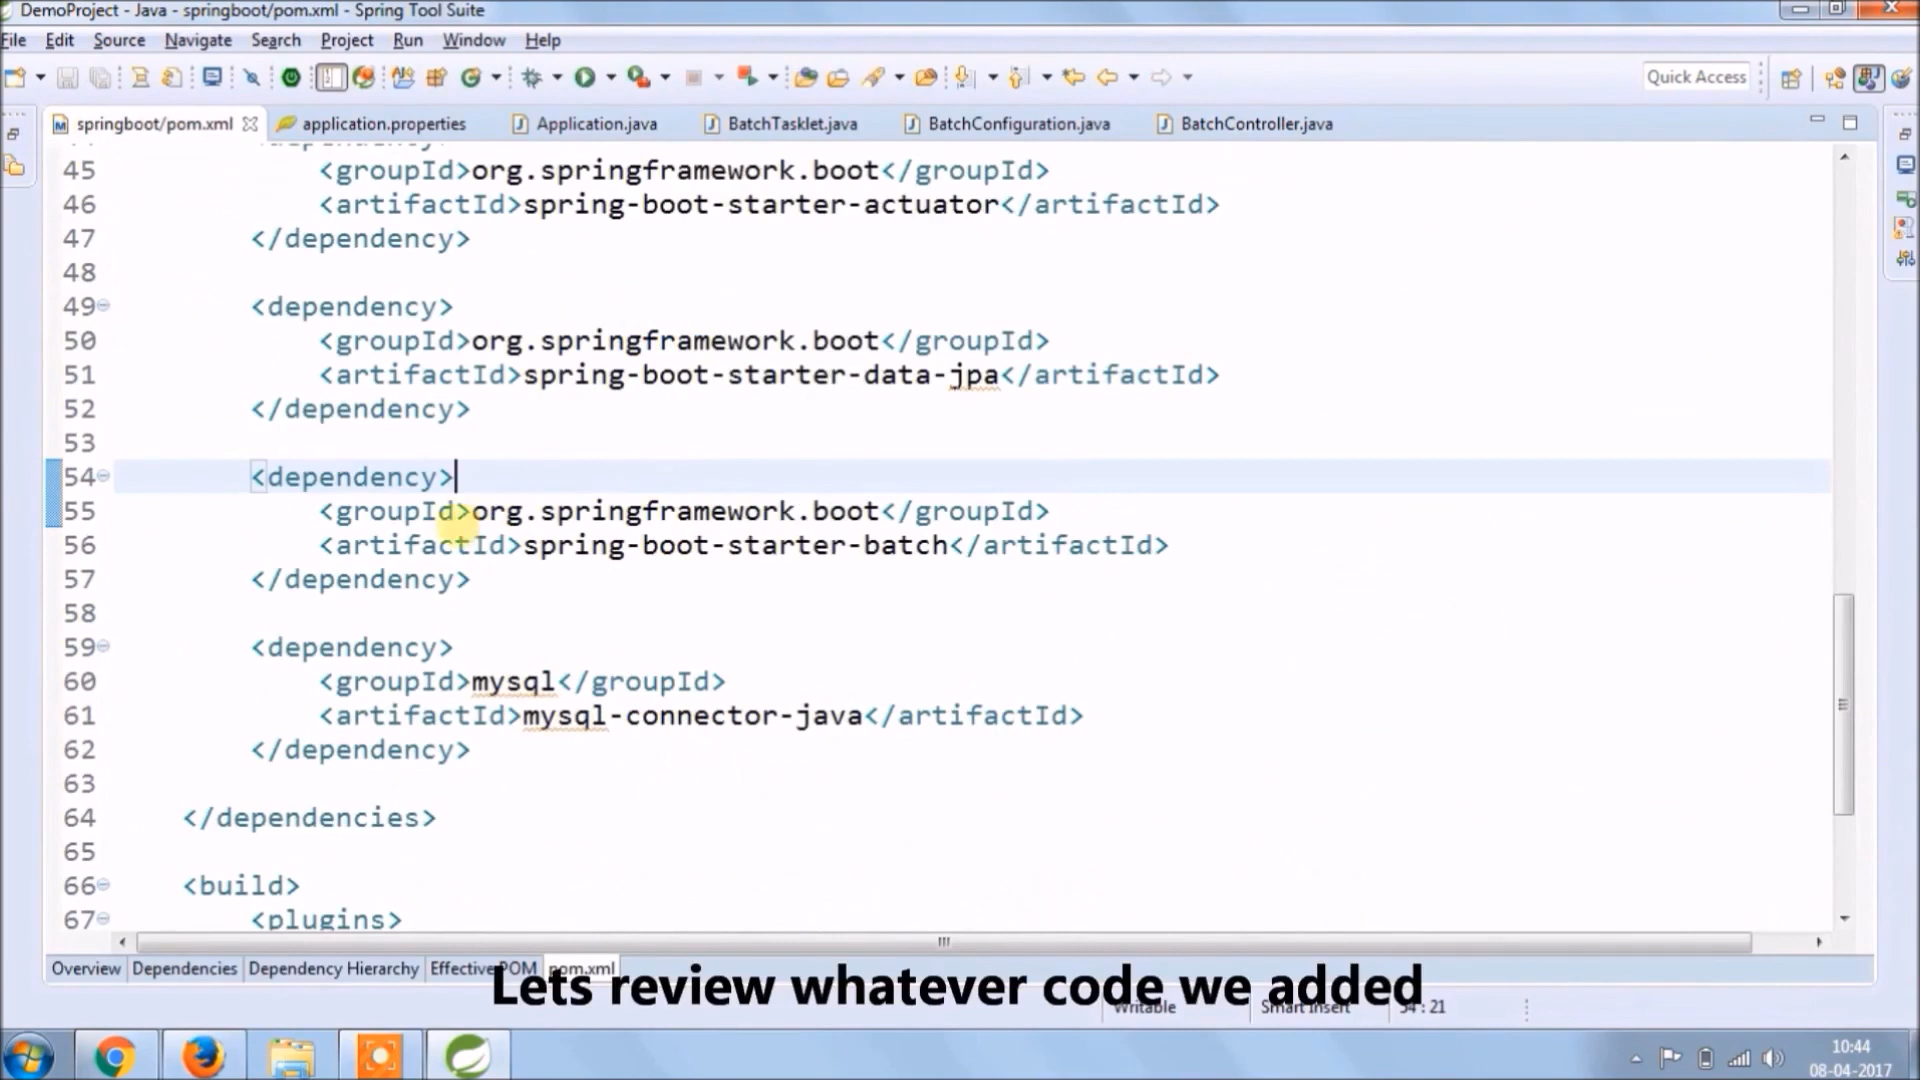 DemoProject - Java - springboot/pom.xml - Spring Tool Suite
File Edit Source Navigate Search Project Run Window Help
Quick Access
springboot/pom.xml application.properties Application.java BatchTasklet.java BatchConfiguration.java BatchController.java
45 <groupId>org.springframework.boot</groupId>
46 <artifactId>spring-boot-starter-actuator</artifactId>
47 </dependency>
48
49 <dependency>
50 <groupId>org.springframework.boot</groupId>
51 <artifactId>spring-boot-starter-data-jpa</artifactId>
52 </dependency>
53
54 <dependency>
55 <groupId>org.springframework.boot</groupId>
56 <artifactId>spring-boot-starter-batch</artifactId>
57 </dependency>
58
59 <dependency>
60 <groupId>mysql</groupId>
61 <artifactId>mysql-connector-java</artifactId>
62 </dependency>
63
64 </dependencies>
65
66 <build>
67 <plugins>
Overview Dependencies Dependency Hierarchy Effective POM pom.xml
Lets review whatever code we added
Writable Smart Insert 54 : 21
10:44
08-04-2017